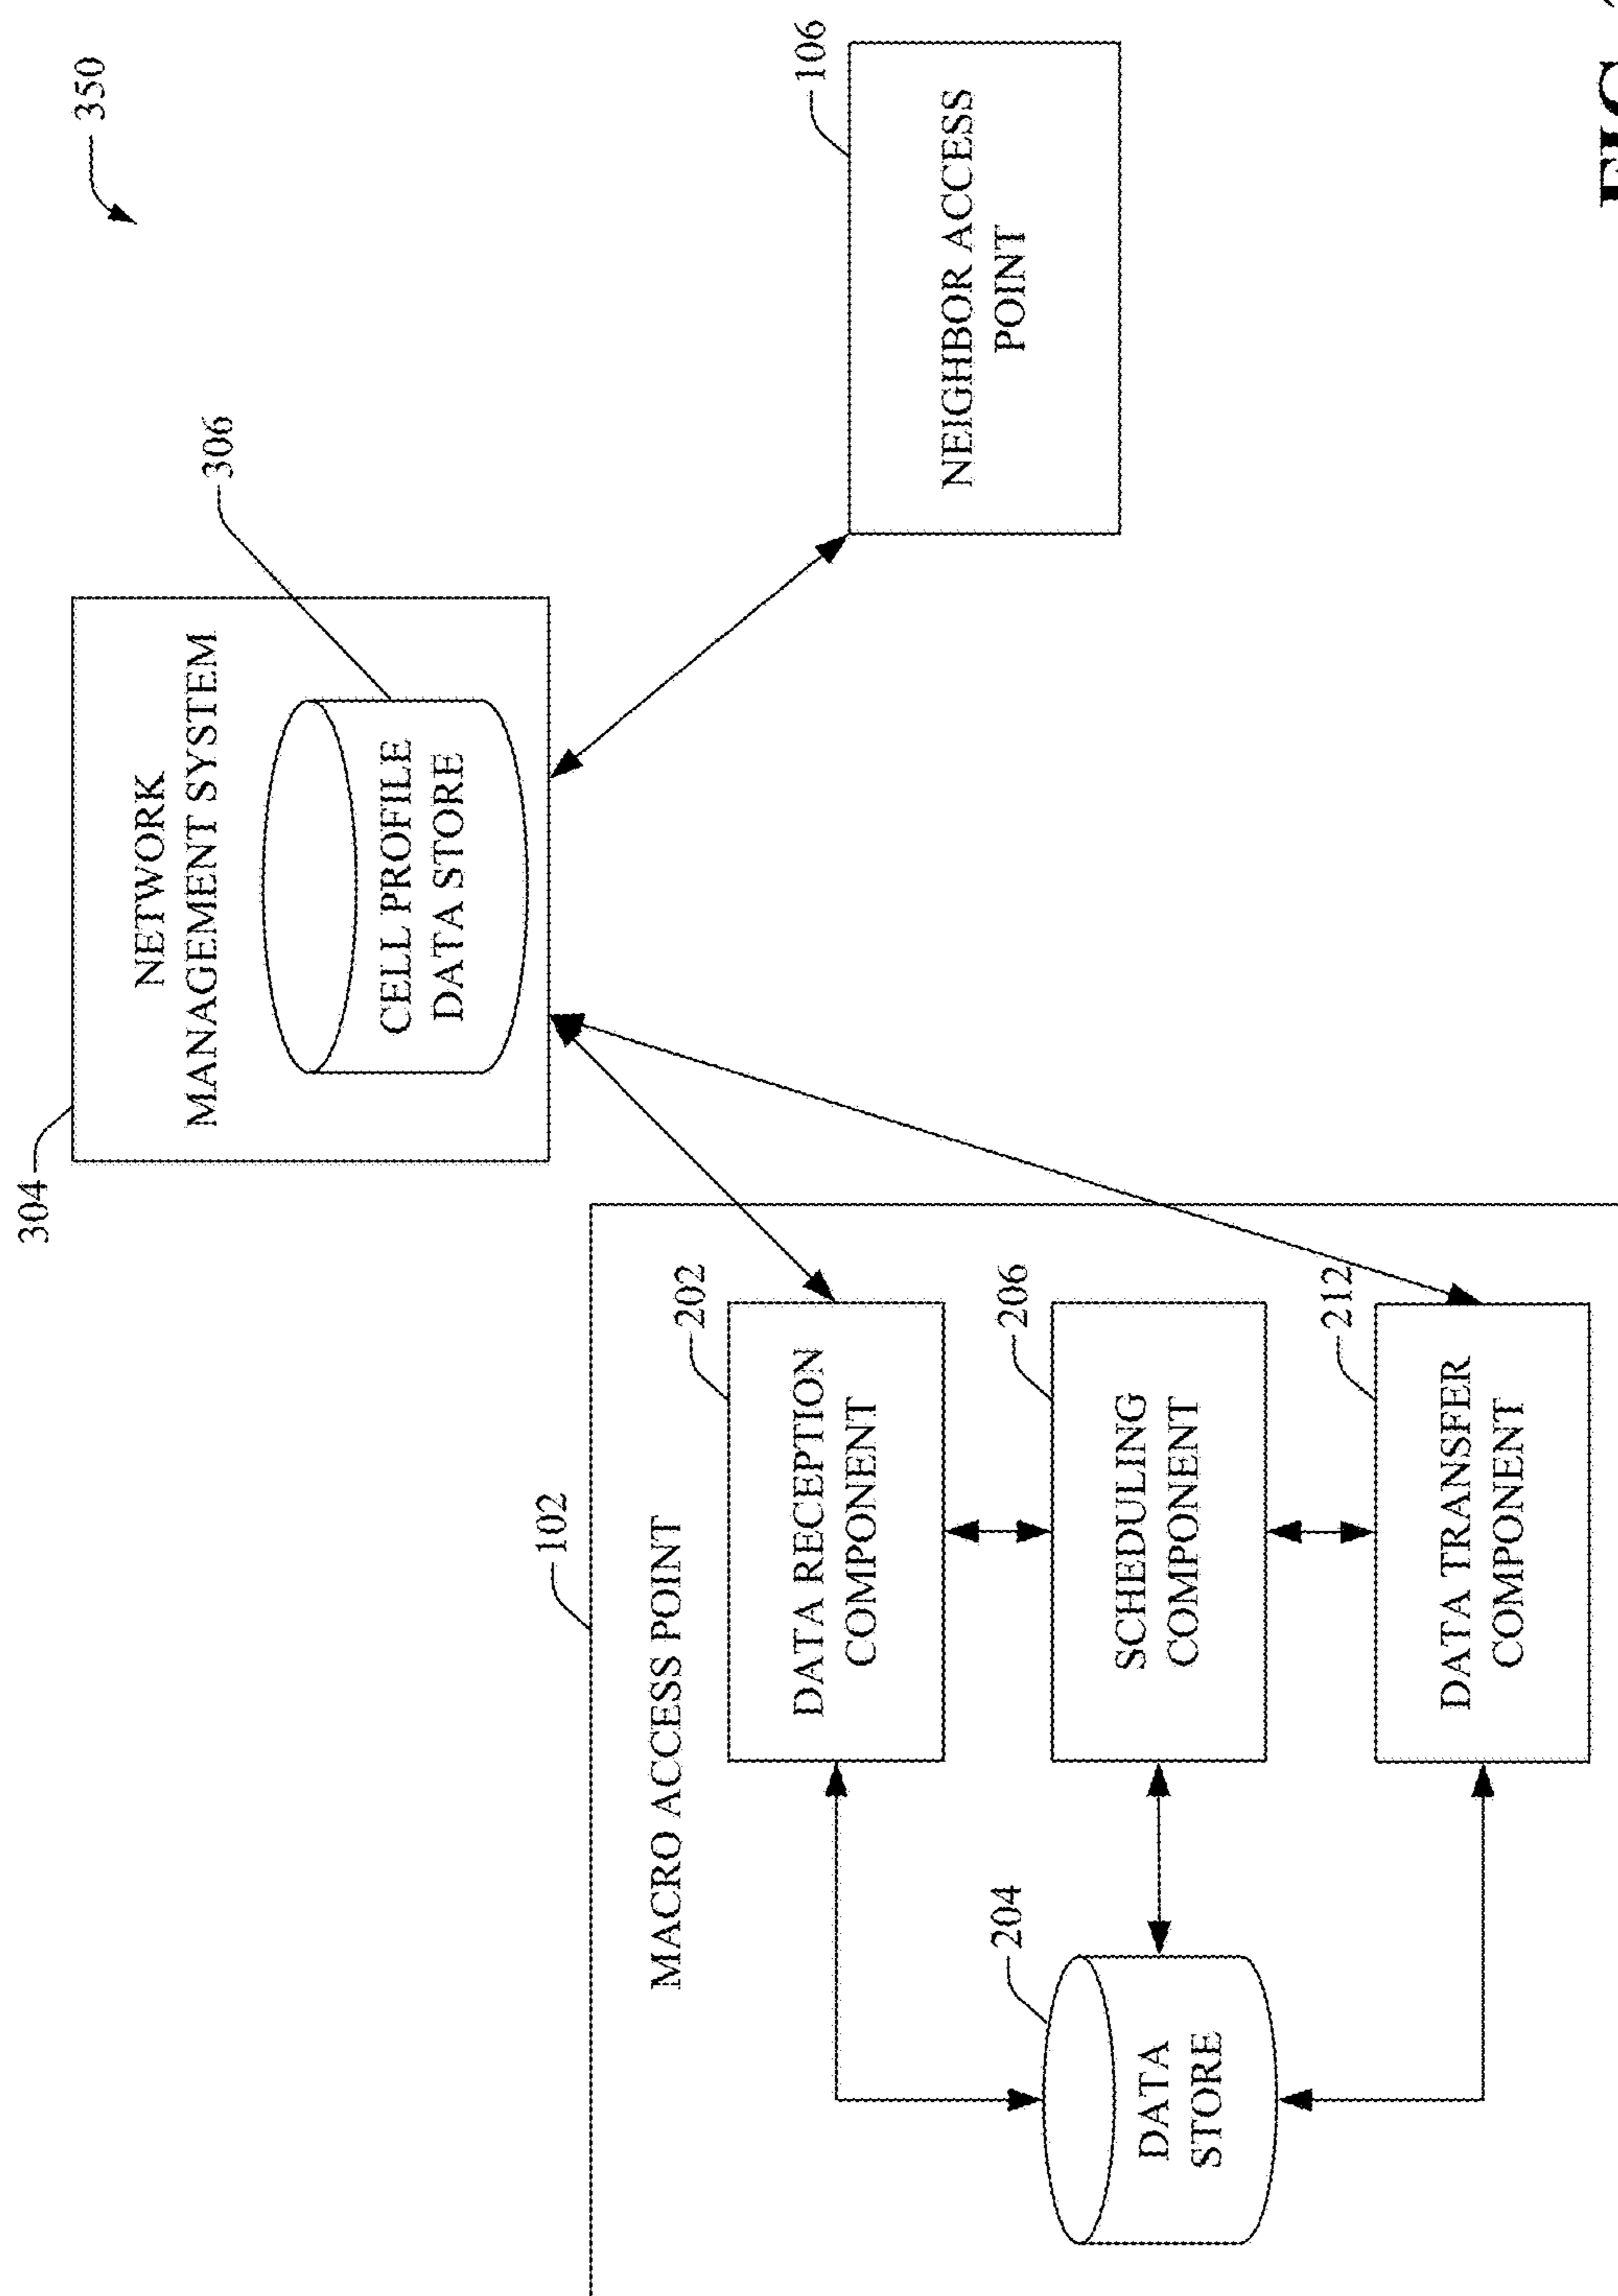 350
304
NETWORK
MANAGEMENT SYSTEM
306
CELL PROFILE
DATA STORE
106
NEIGHBOR ACCESS
POINT
102
MACRO ACCESS POINT
202
DATA RECEPTION
COMPONENT
204
DATA
STORE
206
SCHEDULING
COMPONENT
212
DATA TRANSFER
COMPONENT